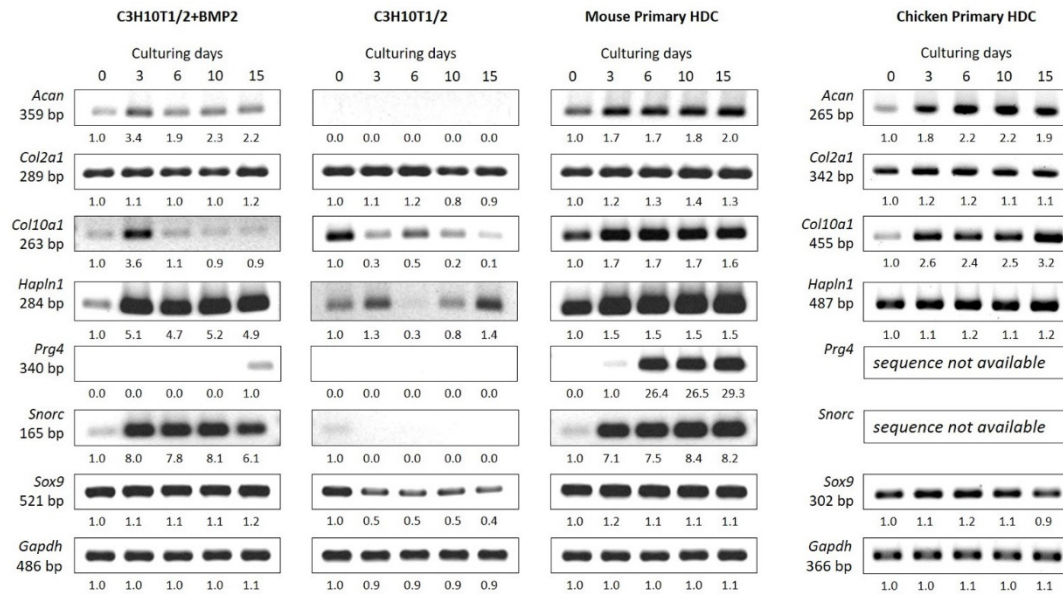 C3H10T1/2+BMP2 C3H10T1/2 Mouse Primary HDC Chicken Primary HDC
Culturing days Culturing days Culturing days Culturing days
0 3 6 10 15 0 3 6 10 15 0 3 6 10 15 0 3 6 10 15
Acan Acan
359 bp 265 bp
1.0 3.4 1.9 2.3 2.2 0.0 0.0 0.0 0.0 0.0 1.0 1.7 1.7 1.8 2.0 1.0 1.8 2.2 2.2 1.9
Col2a1 Col2a1
289 bp 342 bp
1.0 1.1 1.0 1.0 1.2 1.0 1.1 1.2 0.8 0.9 1.0 1.2 1.3 1.4 1.3 1.0 1.2 1.2 1.1 1.1
Col10a1 Col10a1
263 bp 455 bp
1.0 3.6 1.1 0.9 0.9 1.0 0.3 0.5 0.2 0.1 1.0 1.7 1.7 1.7 1.6 1.0 2.6 2.4 2.5 3.2
Hapln1 Hapln1
284 bp 487 bp
1.0 5.1 4.7 5.2 4.9 1.0 1.3 0.3 0.8 1.4 1.0 1.5 1.5 1.5 1.5 1.0 1.1 1.2 1.1 1.2
Prg4 Prg4
340 bp sequence not available
0.0 0.0 0.0 0.0 1.0 0.0 0.0 0.0 0.0 0.0 0.0 1.0 26.4 26.5 29.3
Snorc Snorc
165 bp sequence not available
1.0 8.0 7.8 8.1 6.1 1.0 0.0 0.0 0.0 0.0 1.0 7.1 7.5 8.4 8.2
Sox9 Sox9
521 bp 302 bp
1.0 1.1 1.1 1.1 1.2 1.0 0.5 0.5 0.5 0.4 1.0 1.2 1.1 1.1 1.1 1.0 1.1 1.2 1.1 0.9
Gapdh Gapdh
486 bp 366 bp
1.0 1.0 1.0 1.0 1.1 1.0 0.9 0.9 0.9 0.9 1.0 1.0 1.0 1.0 1.1 1.0 1.0 1.1 1.0 1.1